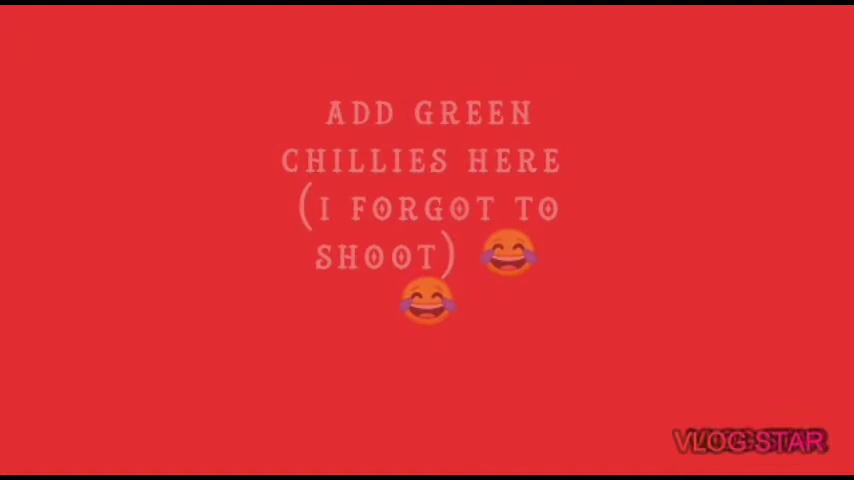 ADD GREEN
CHILLIES HERE
(I FORGOT TO
SHOOT) 😂
😂
VLOG STAR